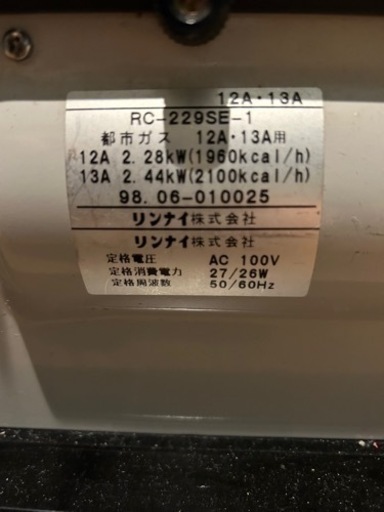 12A・13A
RC-229SE-1
都市ガス 12A・13A用
12A 2.28kW(1960kcal/h)
13A 2.44kW(2100kcal/h)
98.06-010025
リンナイ株式会社
リンナイ株式会社
定格電圧 AC 100V
定格消費電力 27/26W
定格周波数 50/60Hz